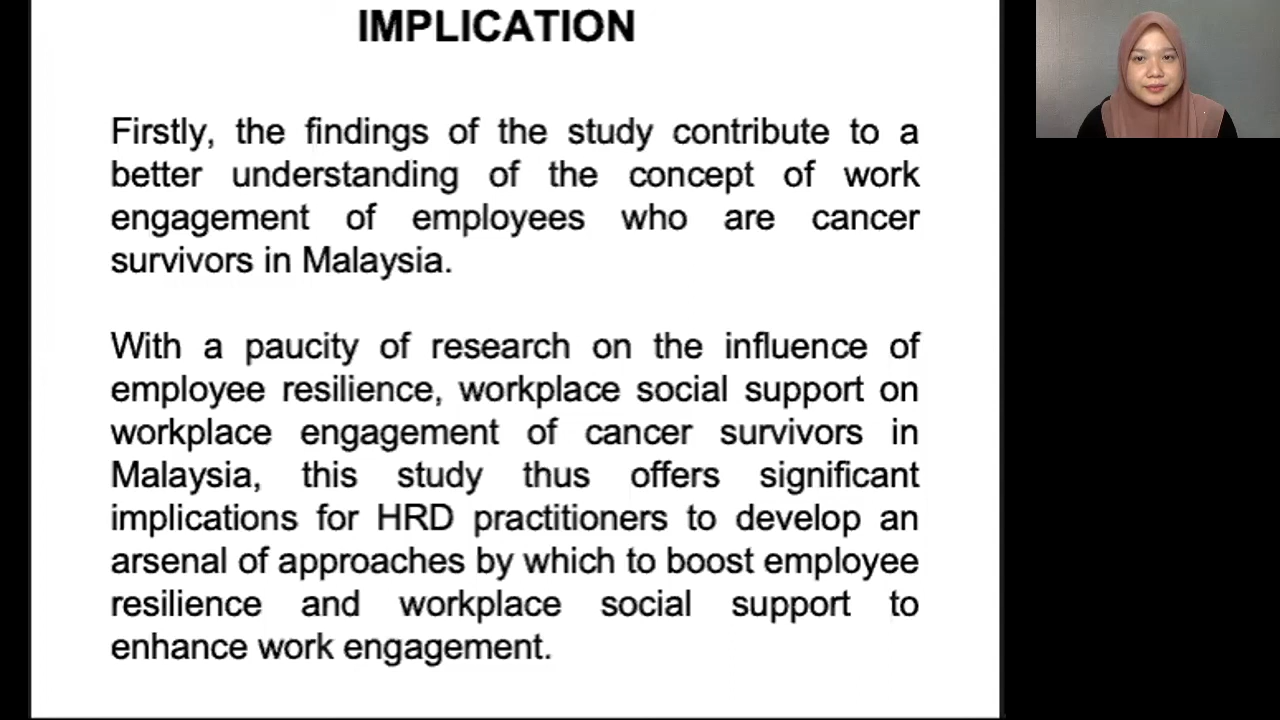 IMPLICATION
Firstly, the findings of the study contribute to a
better understanding of the concept of work
engagement of employees who are cancer
survivors in Malaysia.
With a paucity of research on the influence of
employee resilience, workplace social support on
workplace engagement of cancer survivors in
Malaysia, this study thus offers significant
implications for HRD practitioners to develop an
arsenal of approaches by which to boost employee
resilience and workplace social support to
enhance work engagement.